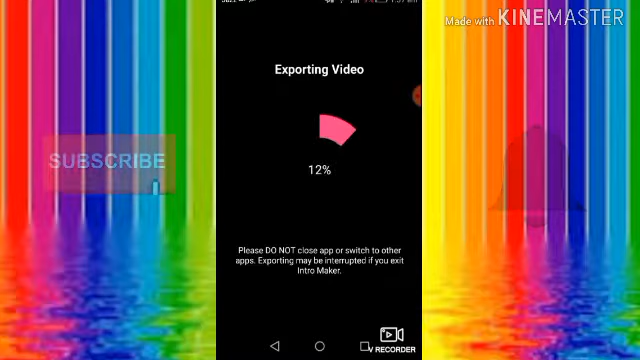 Made with KINEMASTER
Exporting Video
SUBSCRIBE
12%
Please DO NOT close app or switch to other
apps. Exporting may be interrupted if you exit
Intro Maker.
V RECORDER